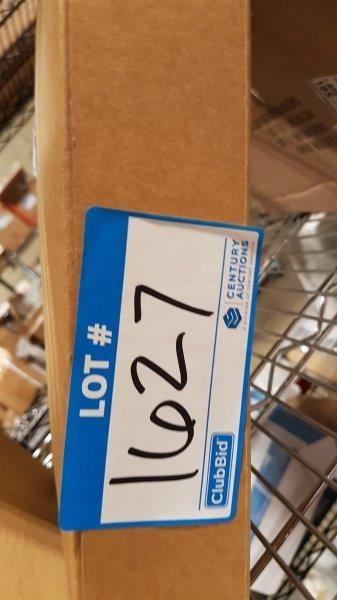 LOT #
1627
ClubBid
CENTURY
AUCTIONS